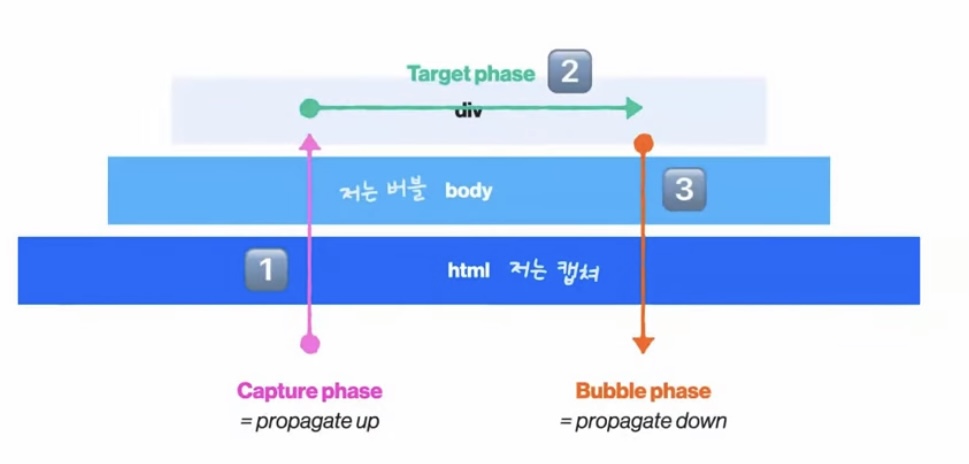 Target phase 2
div
저는 버블 body 3
1 html 저는 캡쳐
Capture phase
= propagate up
Bubble phase
= propagate down